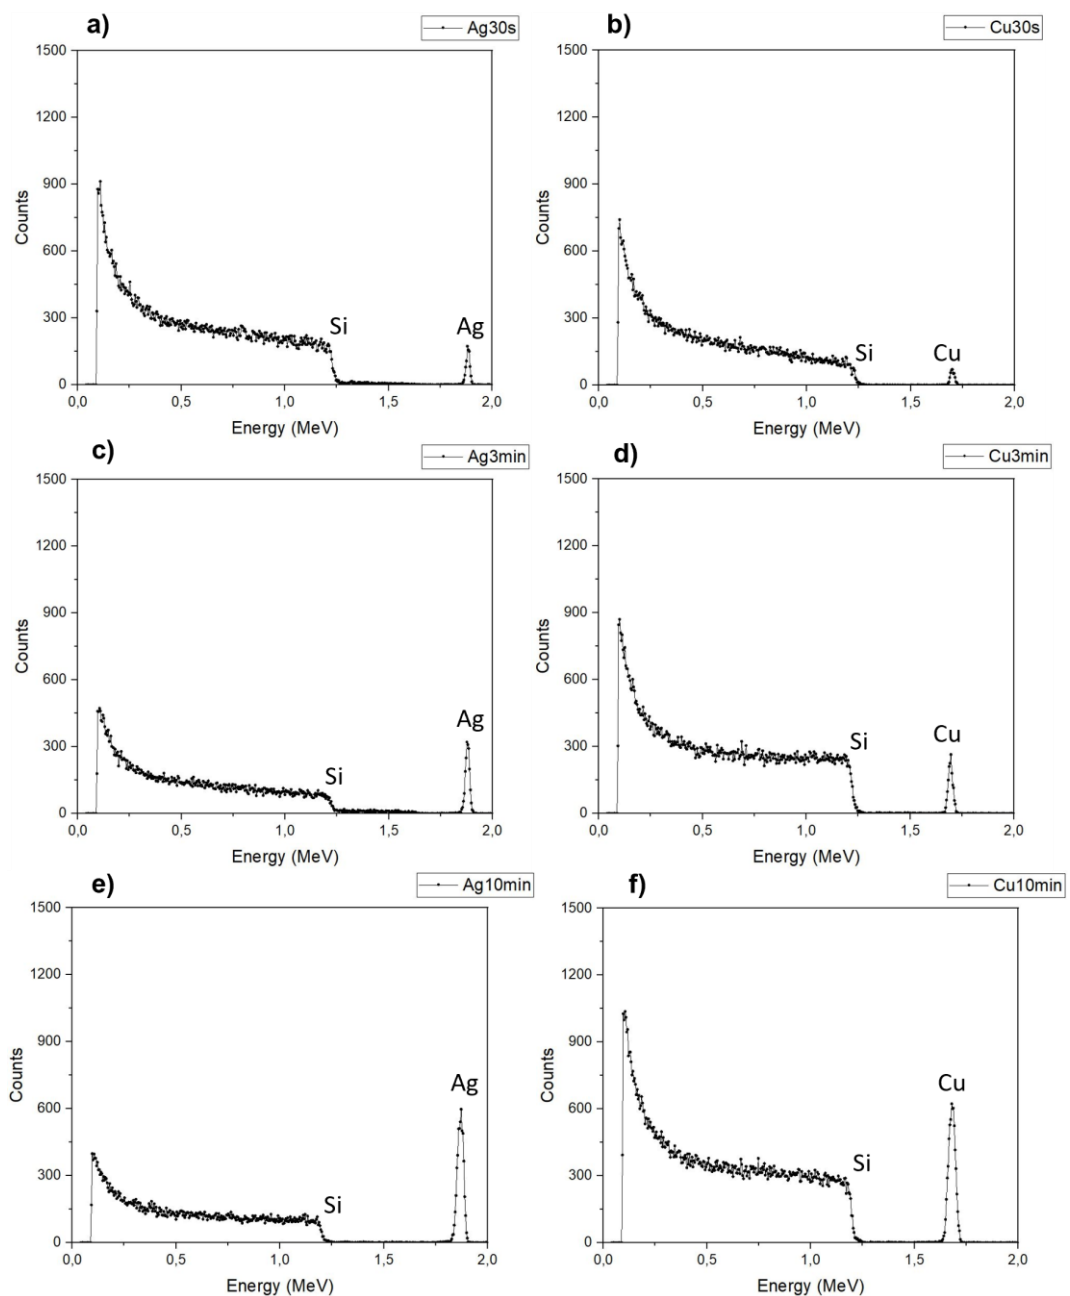 a)
Ag30s
1500
1200
900
600
300
0
Counts
Si
Ag
0,0
0,5
1,0
1,5
2,0
Energy (MeV)
b)
Cu30s
1500
1200
900
600
300
0
Counts
Si
Cu
0,0
0,5
1,0
1,5
2,0
Energy (MeV)
c)
Ag3min
1500
1200
900
600
300
0
Counts
Si
Ag
0,0
0,5
1,0
1,5
2,0
Energy (MeV)
d)
Cu3min
1500
1200
900
600
300
0
Counts
Si
Cu
0,0
0,5
1,0
1,5
2,0
Energy (MeV)
e)
Ag10min
1500
1200
900
600
300
0
Counts
Ag
Si
0,0
0,5
1,0
1,5
2,0
Energy (MeV)
f)
Cu10min
1500
1200
900
600
300
0
Counts
Cu
Si
0,0
0,5
1,0
1,5
2,0
Energy (MeV)